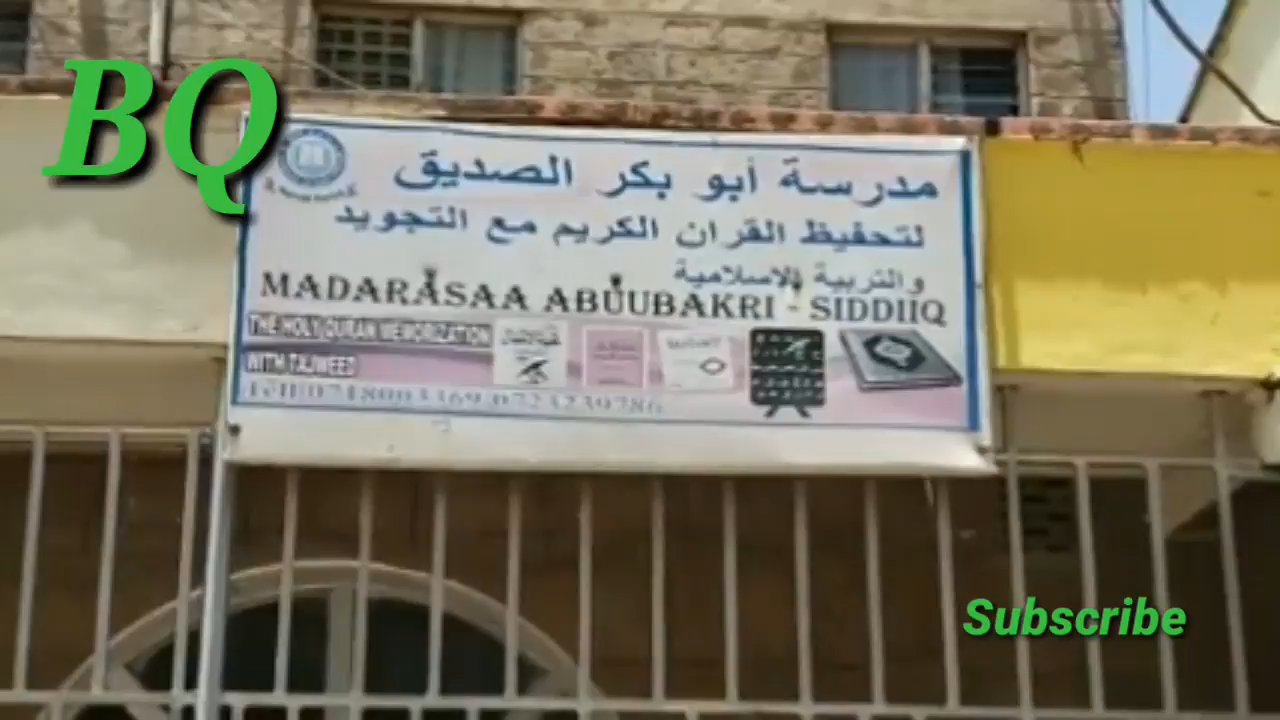 BQ
مدرسة أبو بكر الصديق
لتحفيظ القران الكريم مع التجويد
والتربية الاسلامية
MADARASAA ABUUBAKRI - SIDDIIQ
THE HOLY QURAN MEMORIZATION
WITH TAJWEED
Subscribe